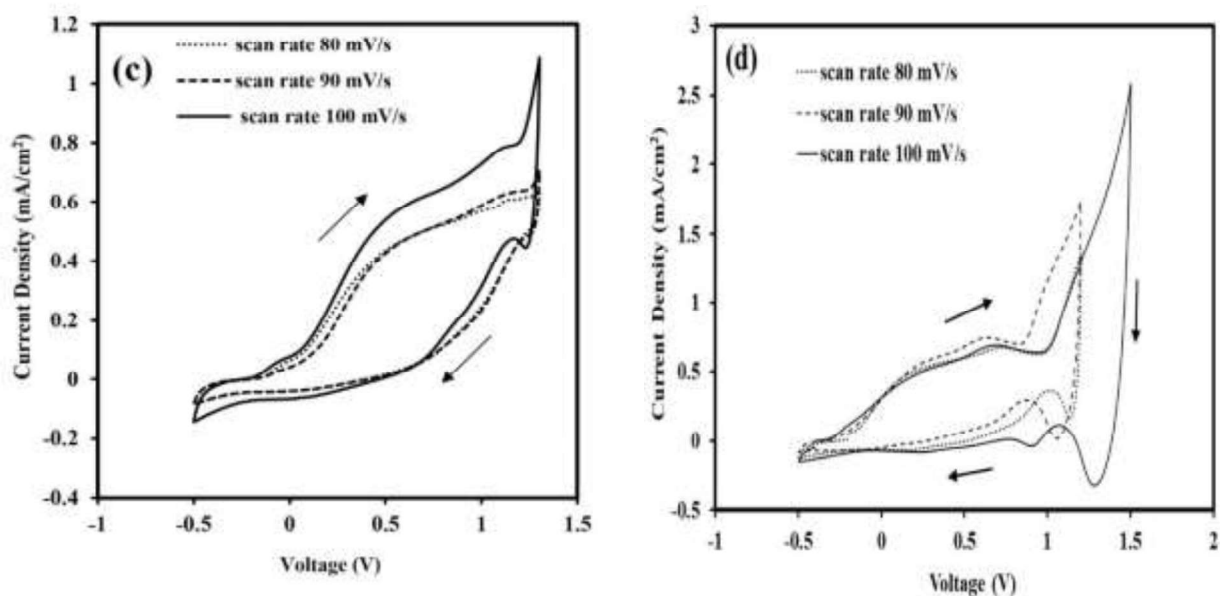 (c)
scan rate 80 mV/s
scan rate 90 mV/s
scan rate 100 mV/s
Current Density (mA/cm²)
1.2
1
0.8
0.6
0.4
0.2
0
-0.2
-0.4
-1
-0.5
0
0.5
1
1.5
Voltage (V)
(d)
scan rate 80 mV/s
scan rate 90 mV/s
scan rate 100 mV/s
Current Density (mA/cm²)
3
2.5
2
1.5
1
0.5
0
-0.5
-1
-0.5
0
0.5
1
1.5
2
Voltage (V)